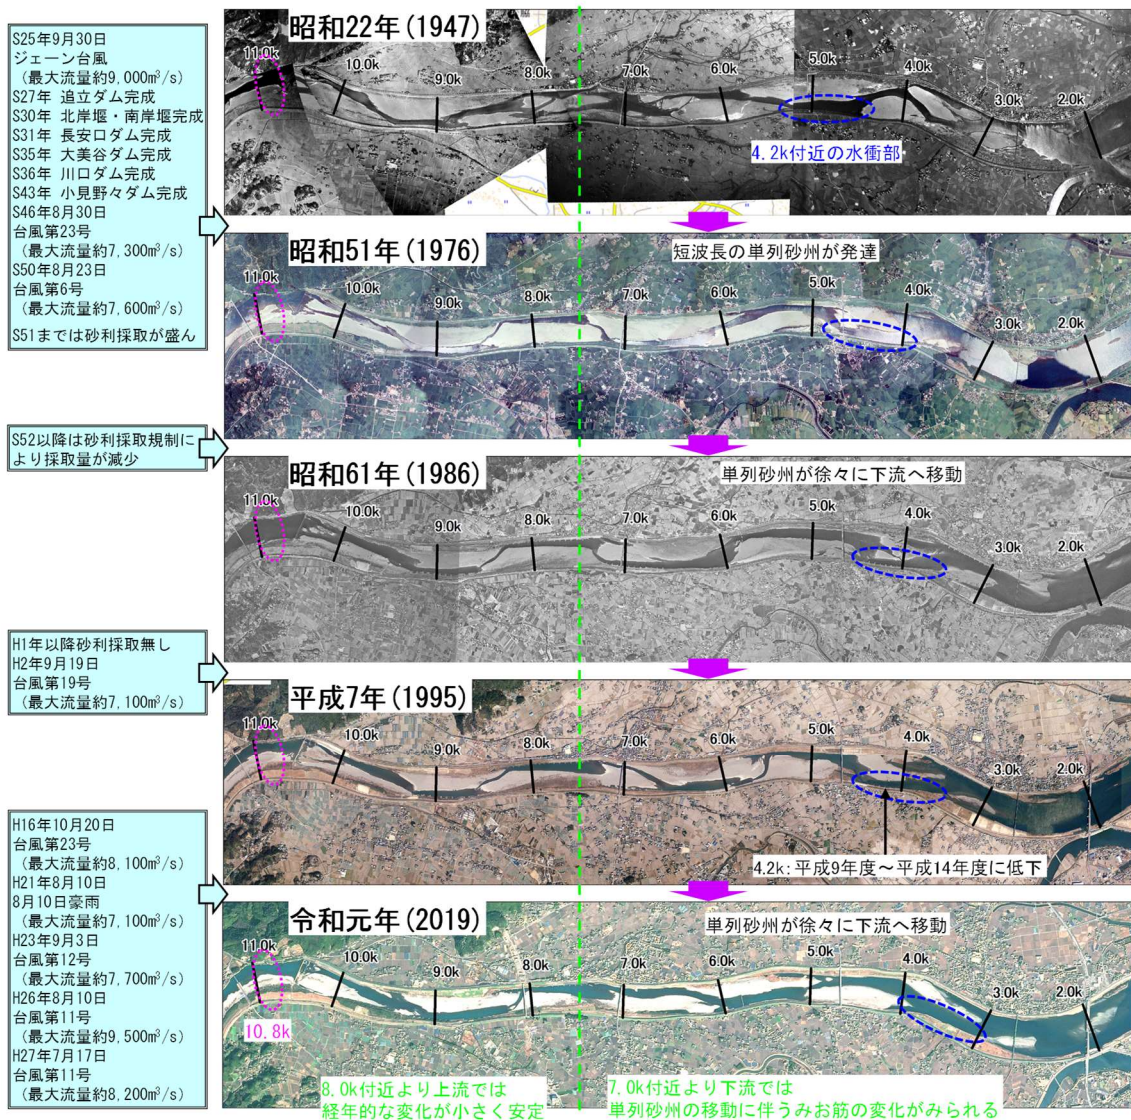 S25年9月30日
ジェーン台風
（最大流量約9,000m³/s）
S27年 追立ダム完成
S30年 北岸堰・南岸堰完成
S31年 長安口ダム完成
S35年 大美谷ダム完成
S36年 川口ダム完成
S43年 小見野々ダム完成
S46年8月30日
台風第23号
（最大流量約7,300m³/s）
S50年8月23日
台風第6号
（最大流量約7,600m³/s）
S51までは砂利採取が盛ん
S52以降は砂利採取規制に
より採取量が減少
H1年以降砂利採取無し
H2年9月19日
台風第19号
（最大流量約7,100m³/s）
H16年10月20日
台風第23号
（最大流量約8,100m³/s）
H21年8月10日
8月10日豪雨
（最大流量約7,100m³/s）
H23年9月3日
台風第12号
（最大流量約7,700m³/s）
H26年8月10日
台風第11号
（最大流量約9,500m³/s）
H27年7月17日
台風第11号
（最大流量約8,200m³/s）
昭和22年(1947)
11.0k 10.0k 9.0k 8.0k 7.0k 6.0k 5.0k 4.0k 3.0k 2.0k
4.2k付近の水衝部
昭和51年(1976)
短波長の単列砂州が発達
11.0k 10.0k 9.0k 8.0k 7.0k 6.0k 5.0k 4.0k 3.0k 2.0k
昭和61年(1986)
単列砂州が徐々に下流へ移動
11.0k 10.0k 9.0k 8.0k 7.0k 6.0k 5.0k 4.0k 3.0k 2.0k
平成7年(1995)
11.0k 10.0k 9.0k 8.0k 7.0k 6.0k 5.0k 4.0k 3.0k 2.0k
4.2k:平成9年度～平成14年度に低下
令和元年(2019)
単列砂州が徐々に下流へ移動
11.0k 10.0k 9.0k 8.0k 7.0k 6.0k 5.0k 4.0k 3.0k 2.0k
10.8k
8.0k付近より上流では
経年的な変化が小さく安定
7.0k付近より下流では
単列砂州の移動に伴うみお筋の変化がみられる